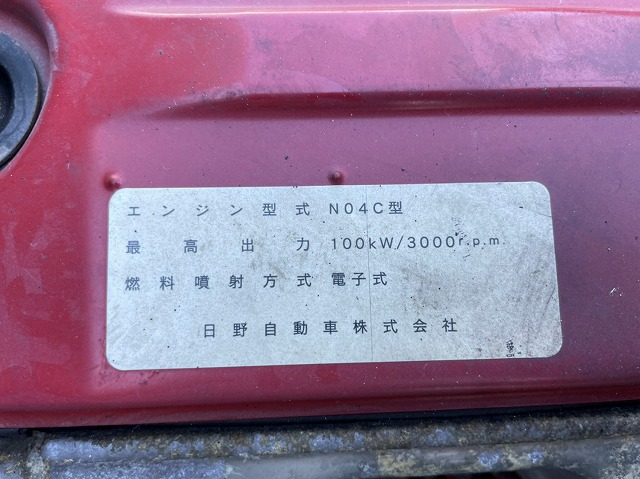 エンジン型式 N04C型
最高出力 100kW/3000r.p.m.
燃料噴射方式 電子式
日野自動車株式会社